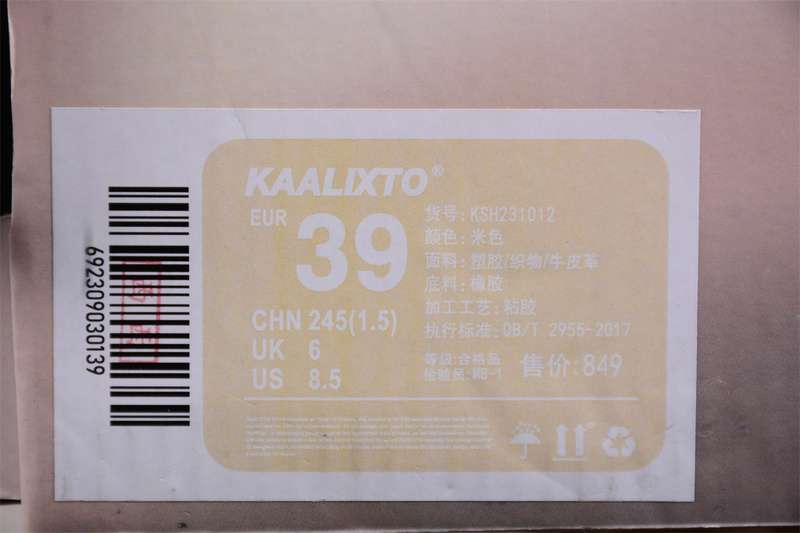 KAALIXTO®
EUR 39
CHN 245(1.5)
UK 6
US 8.5
货号: KSH231012
颜色: 米色
面料: 塑胶/织物/牛皮革
底料: 橡胶
加工工艺: 粘胶
执行标准: QB/T 2955-2017
等级: 合格品
检验员: WB-1
售价: 849
692309030139